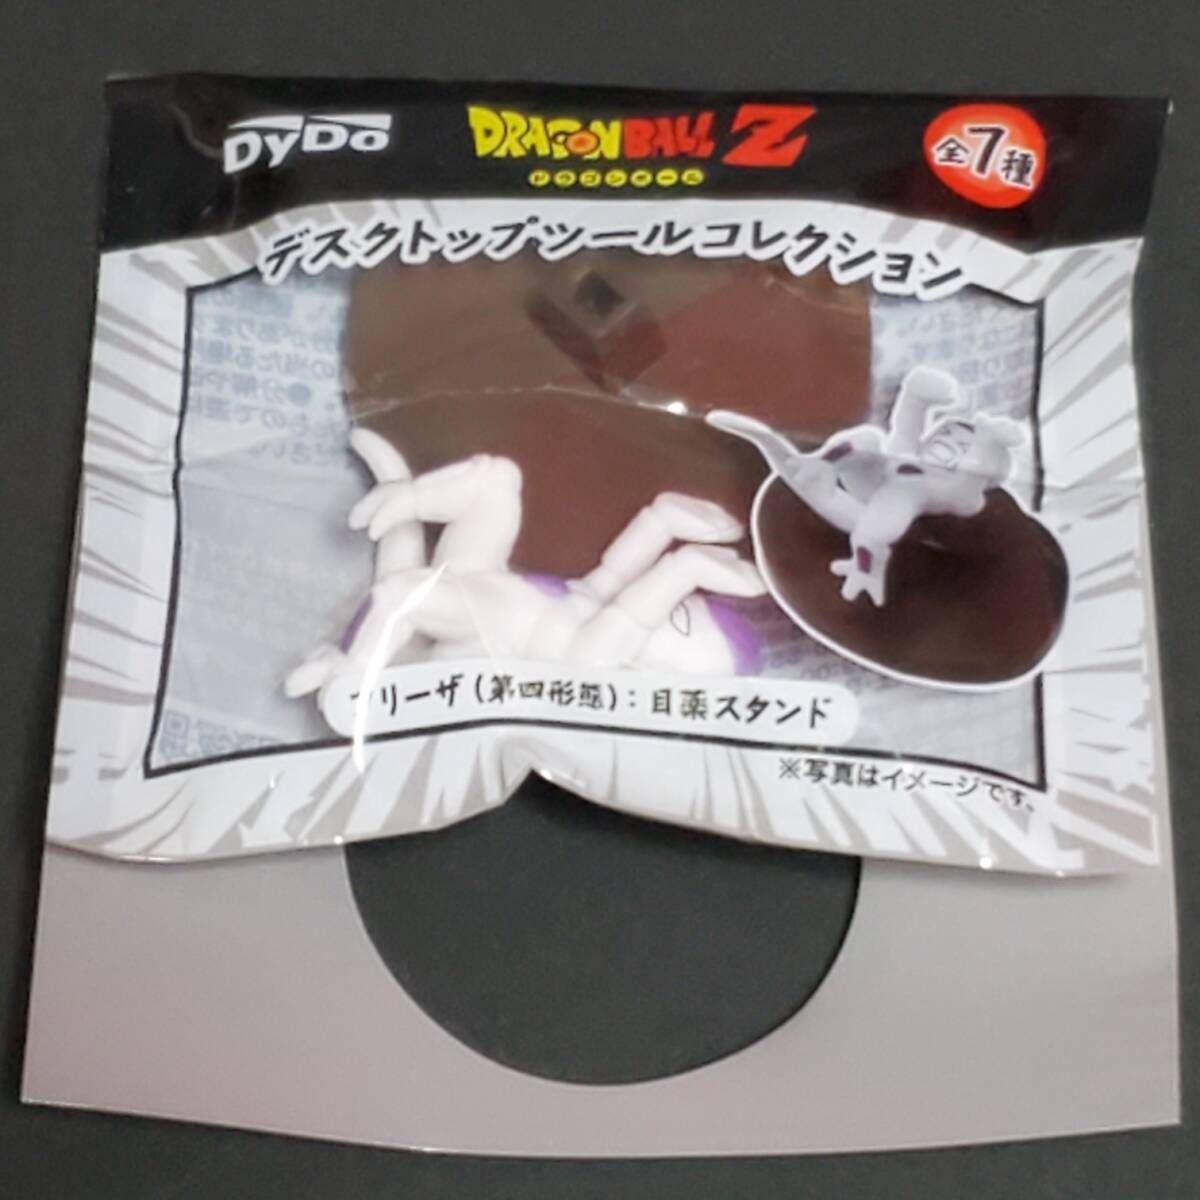 DyDo
DRAGON BALL Z
ドラゴンボール
全7種
デスクトップツールコレクション
フリーザ(第四形態):目薬スタンド
※写真はイメージです。